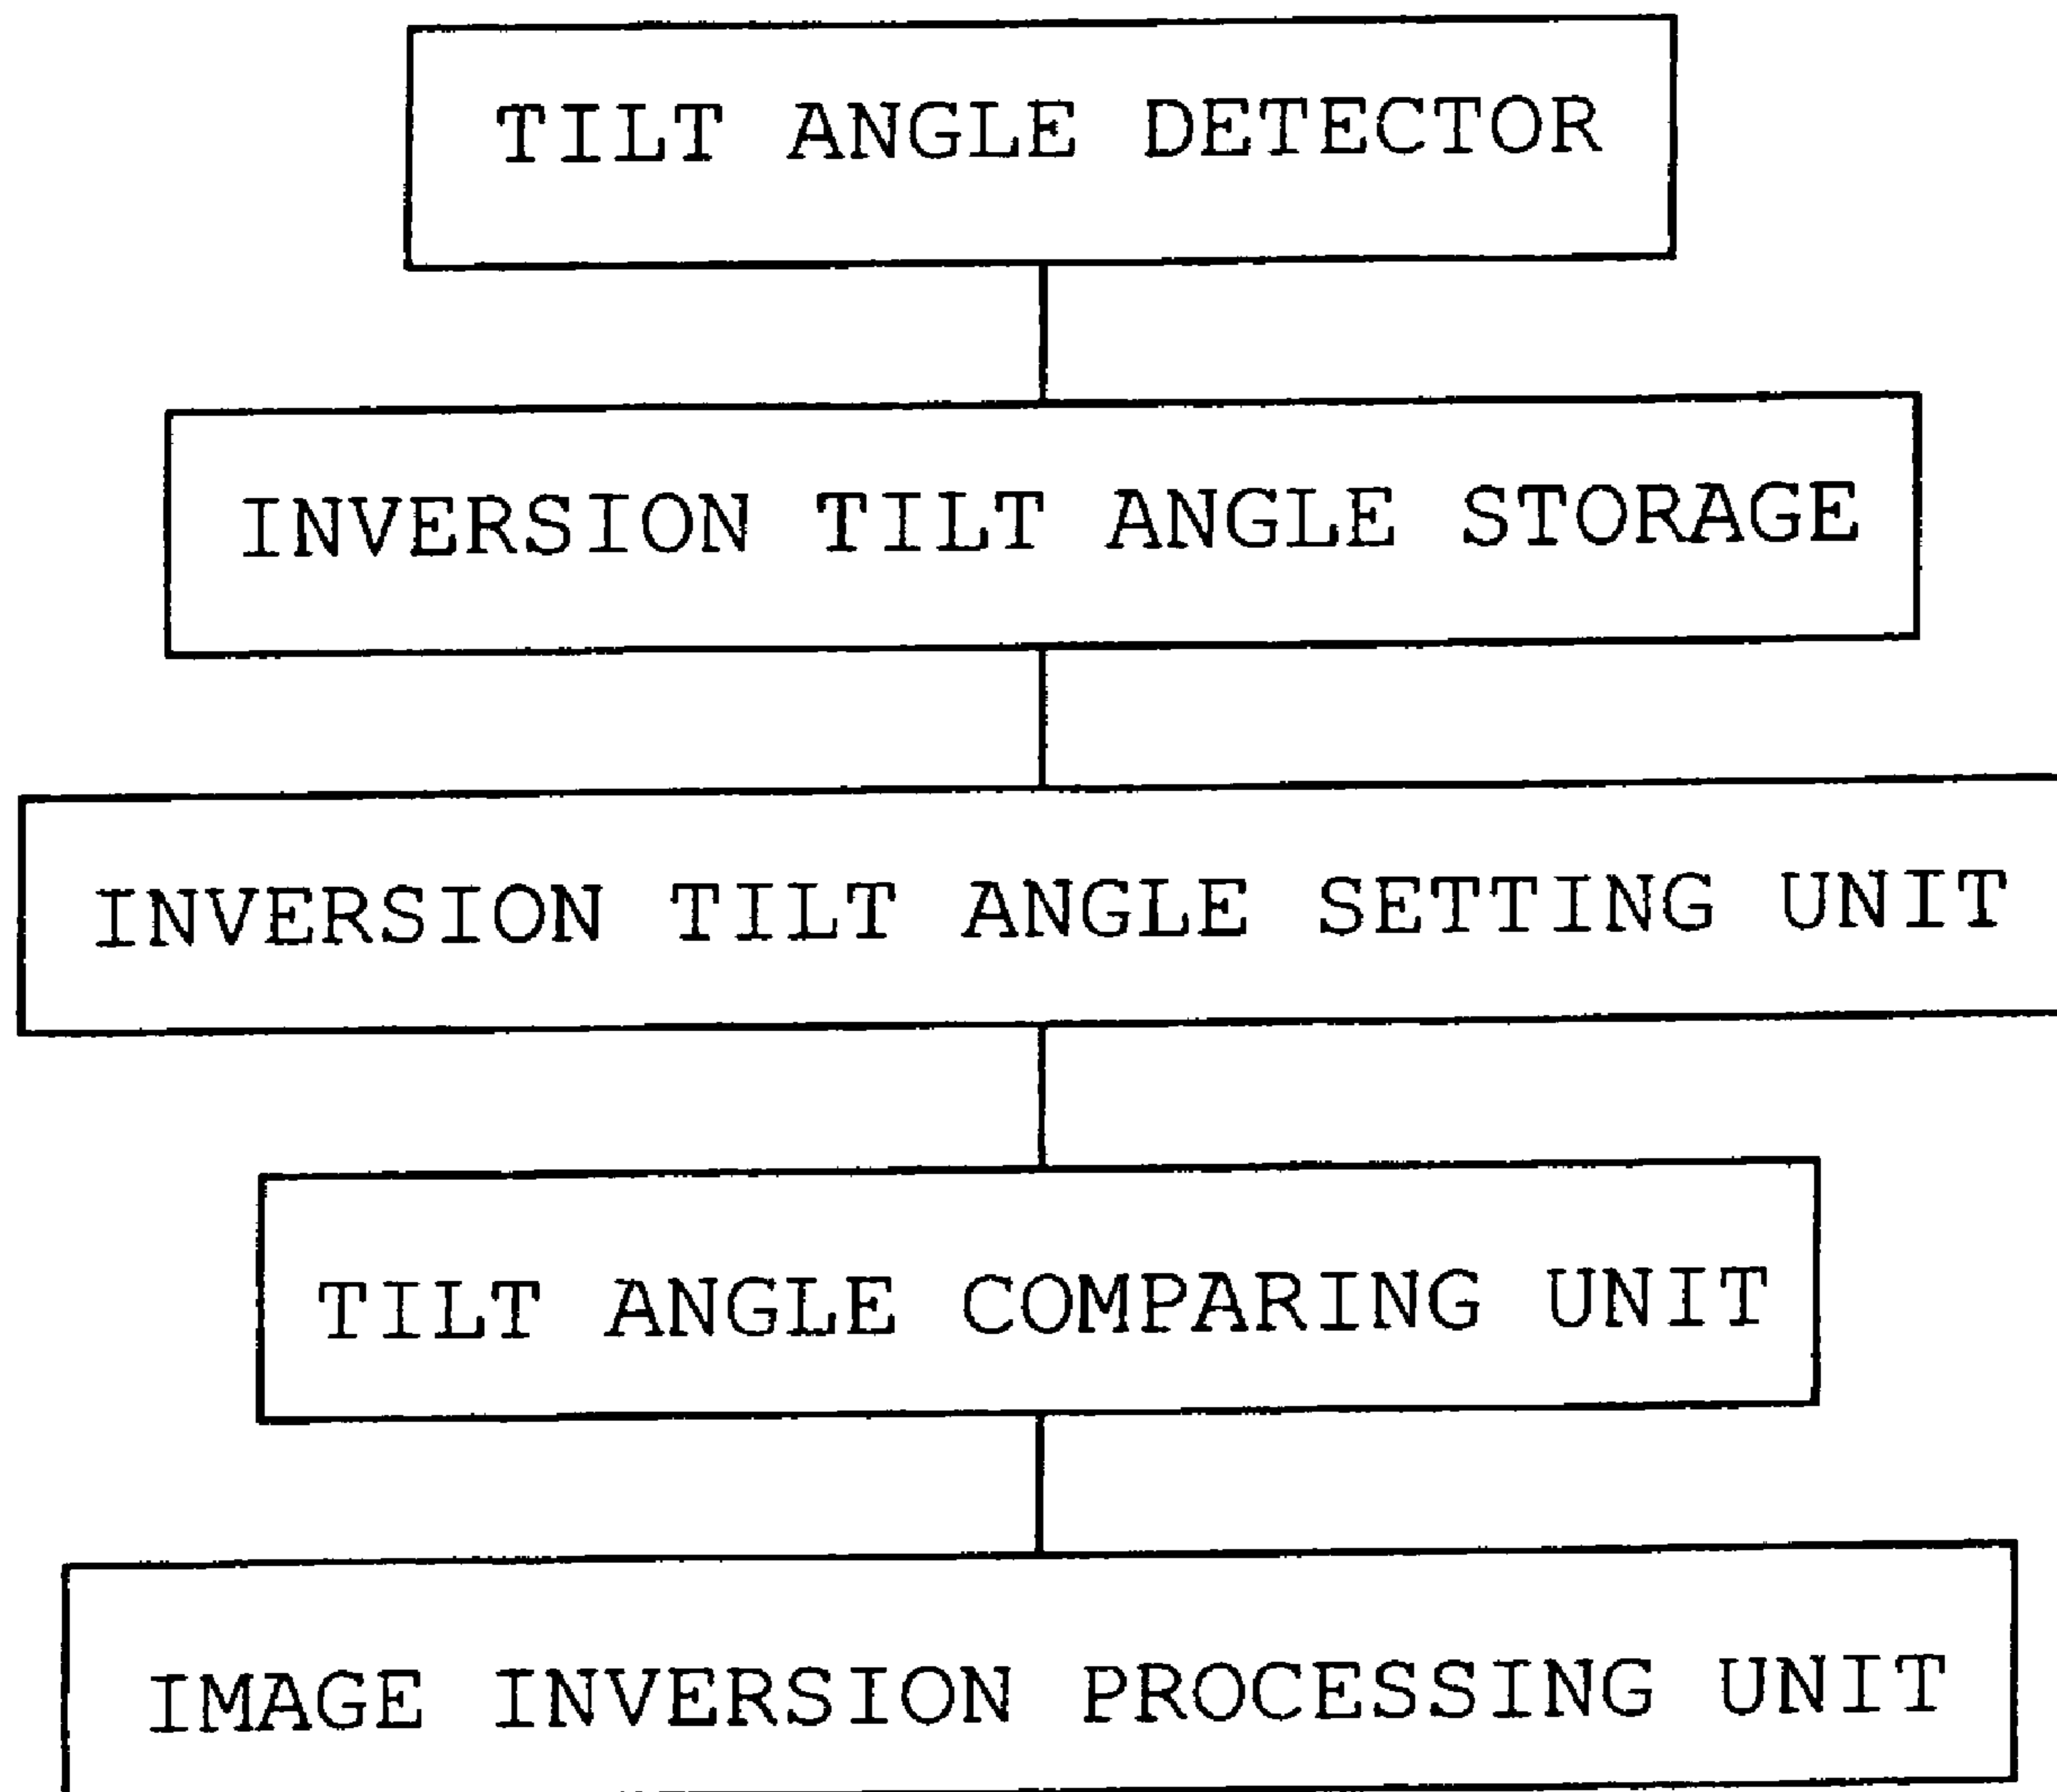 TILT ANGLE DETECTOR
INVERSION TILT ANGLE STORAGE
INVERSION TILT ANGLE SETTING UNIT
TILT ANGLE COMPARING UNIT
IMAGE INVERSION PROCESSING UNIT